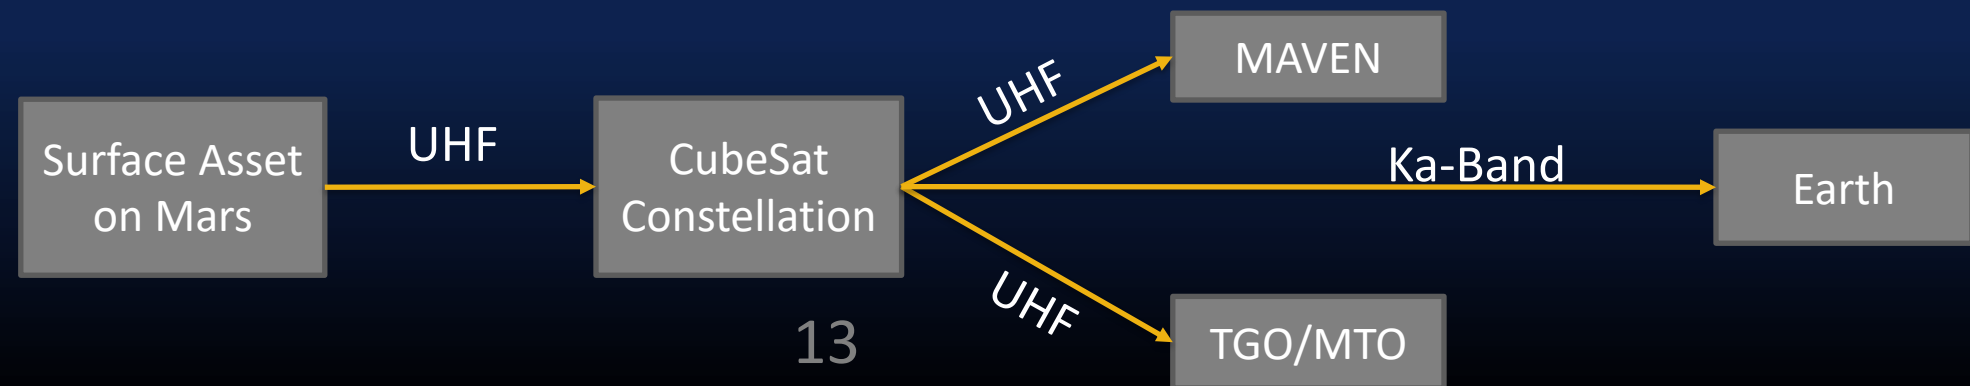 Surface Asset
on Mars
UHF
CubeSat
Constellation
UHF
MAVEN
Ka-Band
Earth
UHF
TGO/MTO
13